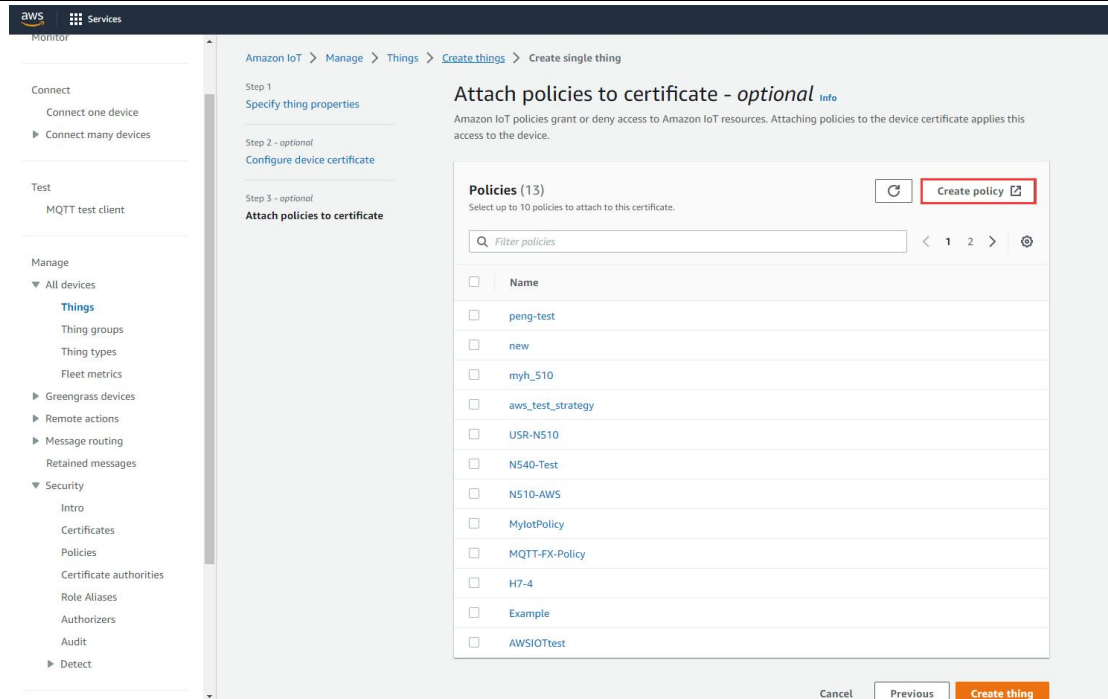 aws
Services
Monitor
Connect
Connect one device
Connect many devices
Test
MQTT test client
Manage
All devices
Things
Thing groups
Thing types
Fleet metrics
Greengrass devices
Remote actions
Message routing
Retained messages
Security
Intro
Certificates
Policies
Certificate authorities
Role Aliases
Authorizers
Audit
Detect
Amazon IoT > Manage > Things > Create things > Create single thing
Step 1
Specify thing properties
Step 2 - optional
Configure device certificate
Step 3 - optional
Attach policies to certificate
Attach policies to certificate - optional Info
Amazon IoT policies grant or deny access to Amazon IoT resources. Attaching policies to the device certificate applies this
access to the device.
Policies (13)
Select up to 10 policies to attach to this certificate.
Create policy
Filter policies
< 1 2 >
Name
peng-test
new
myh_510
aws_test_strategy
USR-N510
N540-Test
N510-AWS
MyIotPolicy
MQTT-FX-Policy
H7-4
Example
AWSIOTtest
Cancel Previous Create thing